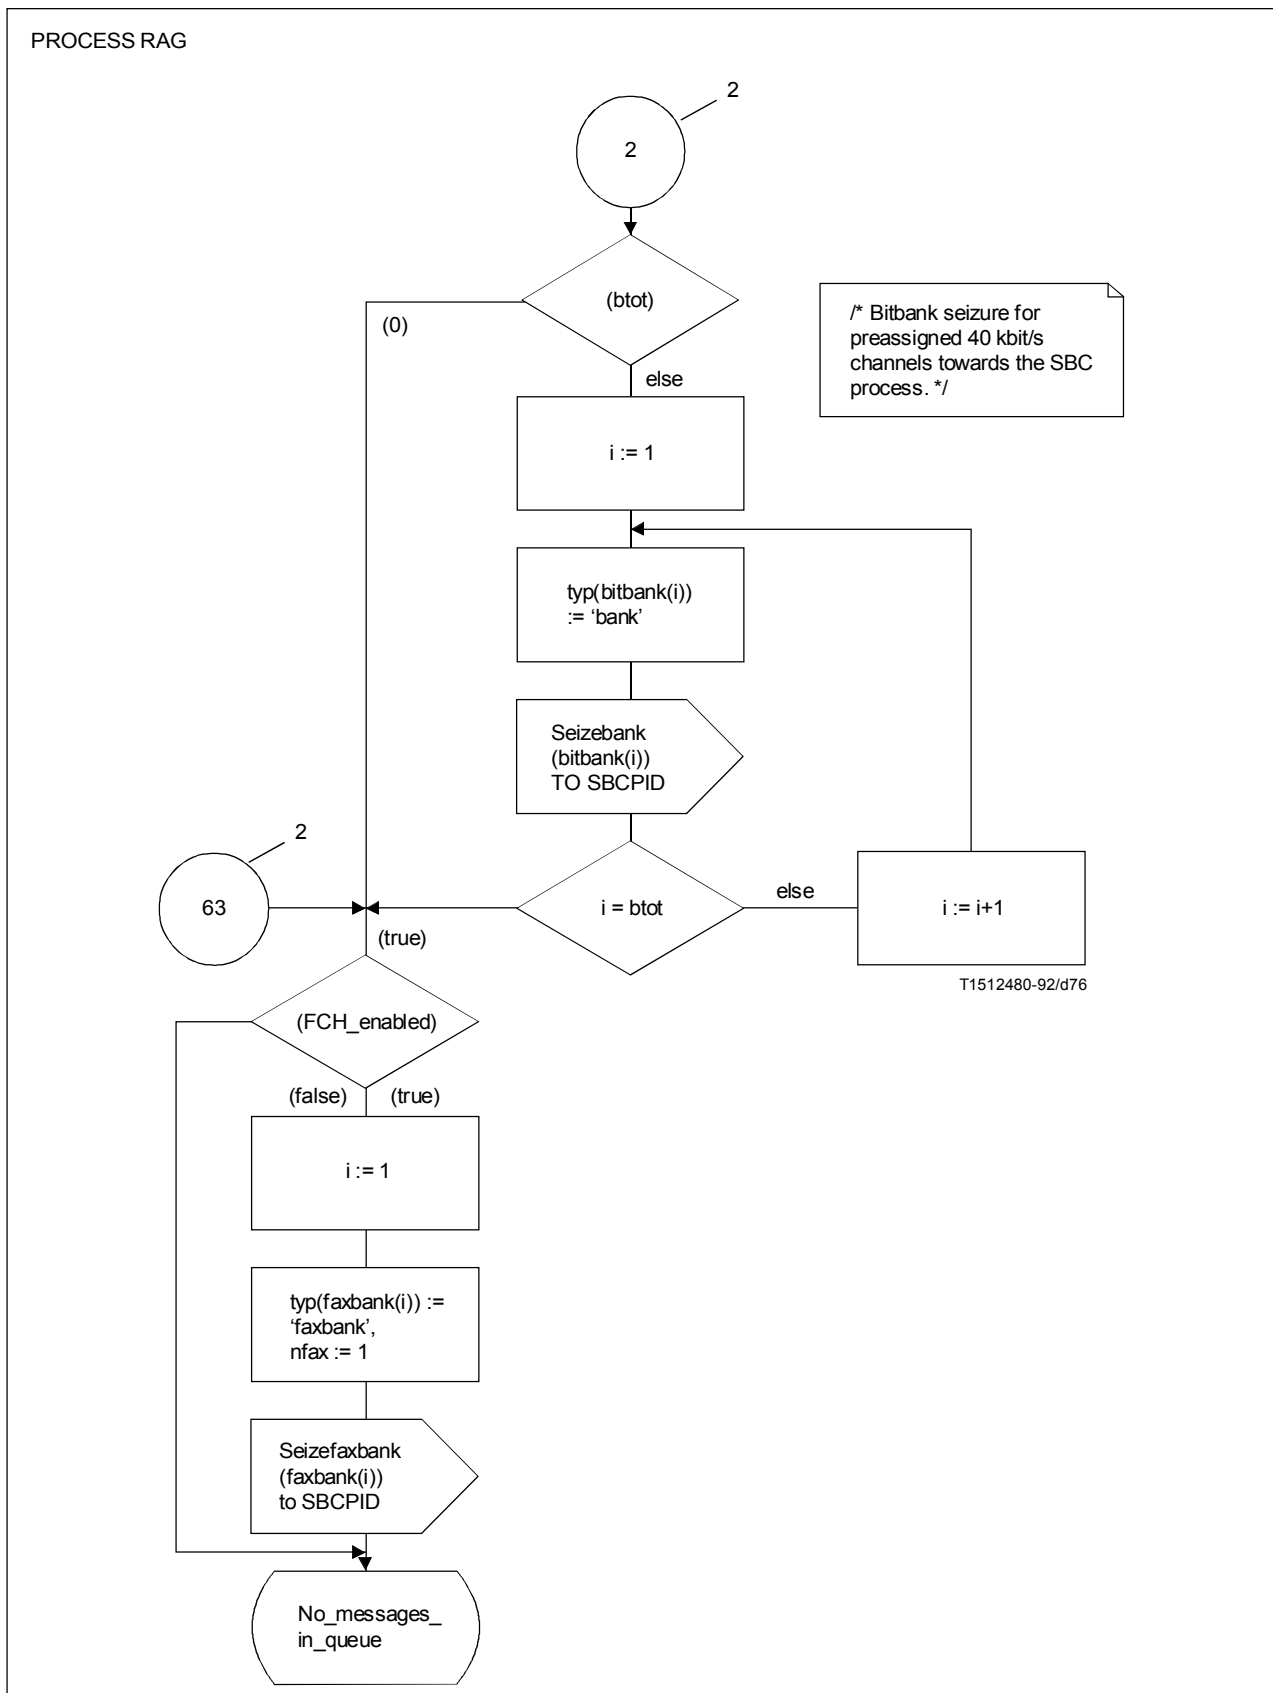 PROCESS RAG
2
2
(btot)
(0)
else
/* Bitbank seizure for
preassigned 40 kbit/s
channels towards the SBC
process. */
i := 1
typ(bitbank(i))
:= ‘bank’
Seizebank
(bitbank(i))
TO SBCPID
2
63
i = btot
else
i := i+1
(true)
T1512480-92/d76
(FCH_enabled)
(false)
(true)
i := 1
typ(faxbank(i)) :=
‘faxbank’,
nfax := 1
Seizefaxbank
(faxbank(i))
to SBCPID
No_messages_
in_queue